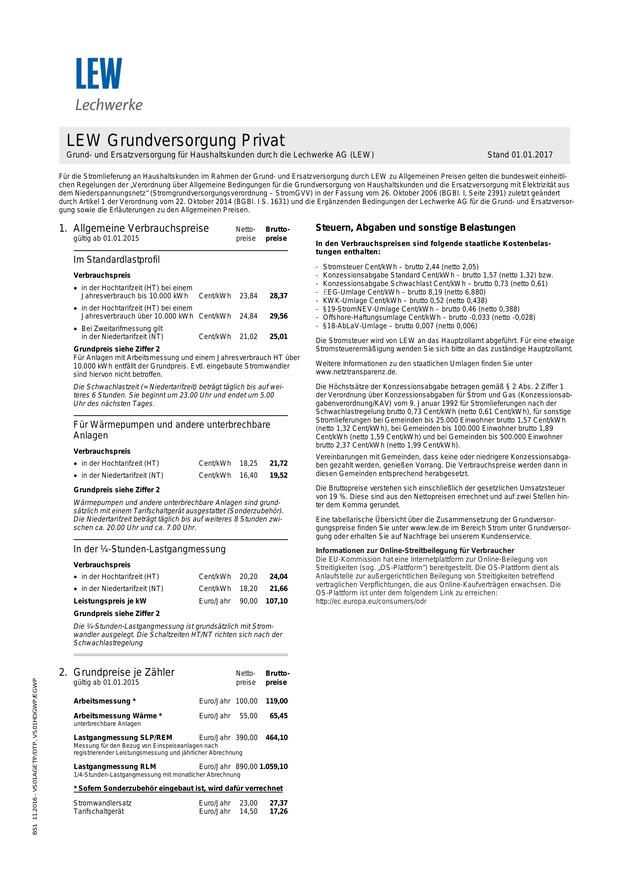 LEW
Lechwerke
LEW Grundversorgung Privat
Grund- und Ersatzversorgung für Haushaltskunden durch die Lechwerke AG (LEW) Stand 01.01.2017
Für die Stromlieferung an Haushaltskunden im Rahmen der Grund- und Ersatzversorgung durch LEW zu Allgemeinen Preisen gelten die bundesweit einheitli-
chen Regelungen der „Verordnung über Allgemeine Bedingungen für die Grundversorgung von Haushaltskunden und die Ersatzversorgung mit Elektrizität aus
dem Niederspannungsnetz" (Stromgrundversorgungsverordnung – StromGVV) in der Fassung vom 26. Oktober 2006 (BGBl. I, Seite 2391) zuletzt geändert
durch Artikel 1 der Verordnung vom 22. Oktober 2014 (BGBl. I S. 1631) und die Ergänzenden Bedingungen der Lechwerke AG für die Grund- und Ersatzversor-
gung sowie die Erläuterungen zu den Allgemeinen Preisen.
1. Allgemeine Verbrauchspreise Netto- Brutto-
gültig ab 01.01.2015 preise preise
Im Standardlastprofil
Verbrauchspreis
• in der Hochtarifzeit (HT) bei einem
Jahresverbrauch bis 10.000 kWh Cent/kWh 23,84 28,37
• in der Hochtarifzeit (HT) bei einem
Jahresverbrauch über 10.000 kWh Cent/kWh 24,84 29,56
• Bei Zweitarifmessung gilt
in der Niedertarifzeit (NT) Cent/kWh 21,02 25,01
Grundpreis siehe Ziffer 2
Für Anlagen mit Arbeitsmessung und einem Jahresverbrauch HT über
10.000 kWh entfällt der Grundpreis. Evtl. eingebaute Stromwandler
sind hiervon nicht betroffen.
Die Schwachlastzeit (=Niedertarifzeit) beträgt täglich bis auf wei-
teres 6 Stunden. Sie beginnt um 23.00 Uhr und endet um 5.00
Uhr des nächsten Tages.
Für Wärmepumpen und andere unterbrechbare
Anlagen
Verbrauchspreis
• in der Hochtarifzeit (HT) Cent/kWh 18,25 21,72
• in der Niedertarifzeit (NT) Cent/kWh 16,40 19,52
Grundpreis siehe Ziffer 2
Wärmepumpen und andere unterbrechbare Anlagen sind grund-
sätzlich mit einem Tarifschaltgerät ausgestattet (Sonderzubehör).
Die Niedertarifzeit beträgt täglich bis auf weiteres 8 Stunden zwi-
schen ca. 20.00 Uhr und ca. 7.00 Uhr.
In der ¼-Stunden-Lastgangmessung
Verbrauchspreis
• in der Hochtarifzeit (HT) Cent/kWh 20,20 24,04
• in der Niedertarifzeit (NT) Cent/kWh 18,20 21,66
Leistungspreis je kW Euro/Jahr 90,00 107,10
Grundpreis siehe Ziffer 2
Die ¼-Stunden-Lastgangmessung ist grundsätzlich mit Strom-
wandler ausgelegt. Die Schaltzeiten HT/NT richten sich nach der
Schwachlastregelung
2. Grundpreise je Zähler Netto- Brutto-
gültig ab 01.01.2015 preise preise
Arbeitsmessung * Euro/Jahr 100,00 119,00
Arbeitsmessung Wärme * Euro/Jahr 55,00 65,45
unterbrechbare Anlagen
Lastgangmessung SLP/REM Euro/Jahr 390,00 464,10
Messung für den Bezug von Einspeiseanlagen nach
registrierender Leistungsmessung und jährlicher Abrechnung
Lastgangmessung RLM Euro/Jahr 890,00 1.059,10
1/4-Stunden-Lastgangmessung mit monatlicher Abrechnung
* Sofern Sonderzubehör eingebaut ist, wird dafür verrechnet
Stromwandlersatz Euro/Jahr 23,00 27,37
Tarifschaltgerät Euro/Jahr 14,50 17,26
Steuern, Abgaben und sonstige Belastungen
In den Verbrauchspreisen sind folgende staatliche Kostenbelas-
tungen enthalten:
- Stromsteuer Cent/kWh – brutto 2,44 (netto 2,05)
- Konzessionsabgabe Standard Cent/kWh – brutto 1,57 (netto 1,32) bzw.
- Konzessionsabgabe Schwachlast Cent/kWh – brutto 0,73 (netto 0,61)
- EEG-Umlage Cent/kWh – brutto 8,19 (netto 6,880)
- KWK-Umlage Cent/kWh – brutto 0,52 (netto 0,438)
- §19-StromNEV-Umlage Cent/kWh – brutto 0,46 (netto 0,388)
- Offshore-Haftungsumlage Cent/kWh – brutto -0,033 (netto -0,028)
- §18-AbLaV-Umlage – brutto 0,007 (netto 0,006)
Die Stromsteuer wird von LEW an das Hauptzollamt abgeführt. Für eine etwaige
Stromsteuerermäßigung wenden Sie sich bitte an das zuständige Hauptzollamt.
Weitere Informationen zu den staatlichen Umlagen finden Sie unter
www.netztransparenz.de.
Die Höchstsätze der Konzessionsabgabe betragen gemäß § 2 Abs. 2 Ziffer 1
der Verordnung über Konzessionsabgaben für Strom und Gas (Konzessionsab-
gabenverordnung/KAV) vom 9. Januar 1992 für Stromlieferungen nach der
Schwachlastregelung brutto 0,73 Cent/kWh (netto 0,61 Cent/kWh), für sonstige
Stromlieferungen bei Gemeinden bis 25.000 Einwohner brutto 1,57 Cent/kWh
(netto 1,32 Cent/kWh), bei Gemeinden bis 100.000 Einwohner brutto 1,89
Cent/kWh (netto 1,59 Cent/kWh) und bei Gemeinden bis 500.000 Einwohner
brutto 2,37 Cent/kWh (netto 1,99 Cent/kWh).
Vereinbarungen mit Gemeinden, dass keine oder niedrigere Konzessionsabga-
ben gezahlt werden, genießen Vorrang. Die Verbrauchspreise werden dann in
diesen Gemeinden entsprechend herabgesetzt.
Die Bruttopreise verstehen sich einschließlich der gesetzlichen Umsatzsteuer
von 19 %. Diese sind aus den Nettopreisen errechnet und auf zwei Stellen hin-
ter dem Komma gerundet.
Eine tabellarische Übersicht über die Zusammensetzung der Grundversor-
gungspreise finden Sie unter www.lew.de im Bereich Strom unter Grundversor-
gung oder erhalten Sie auf Nachfrage bei unserem Kundenservice.
Informationen zur Online-Streitbeilegung für Verbraucher
Die EU-Kommission hat eine Internetplattform zur Online-Beilegung von
Streitigkeiten (sog. „OS-Plattform") bereitgestellt. Die OS-Plattform dient als
Anlaufstelle zur außergerichtlichen Beilegung von Streitigkeiten betreffend
vertraglichen Verpflichtungen, die aus Online-Kaufverträgen erwachsen. Die
OS-Plattform ist unter dem folgendem Link zu erreichen:
http://ec.europa.eu/consumers/odr
BS1 11.2016 - VS01AGETP/DTP, VS01HDGWP/EGWP